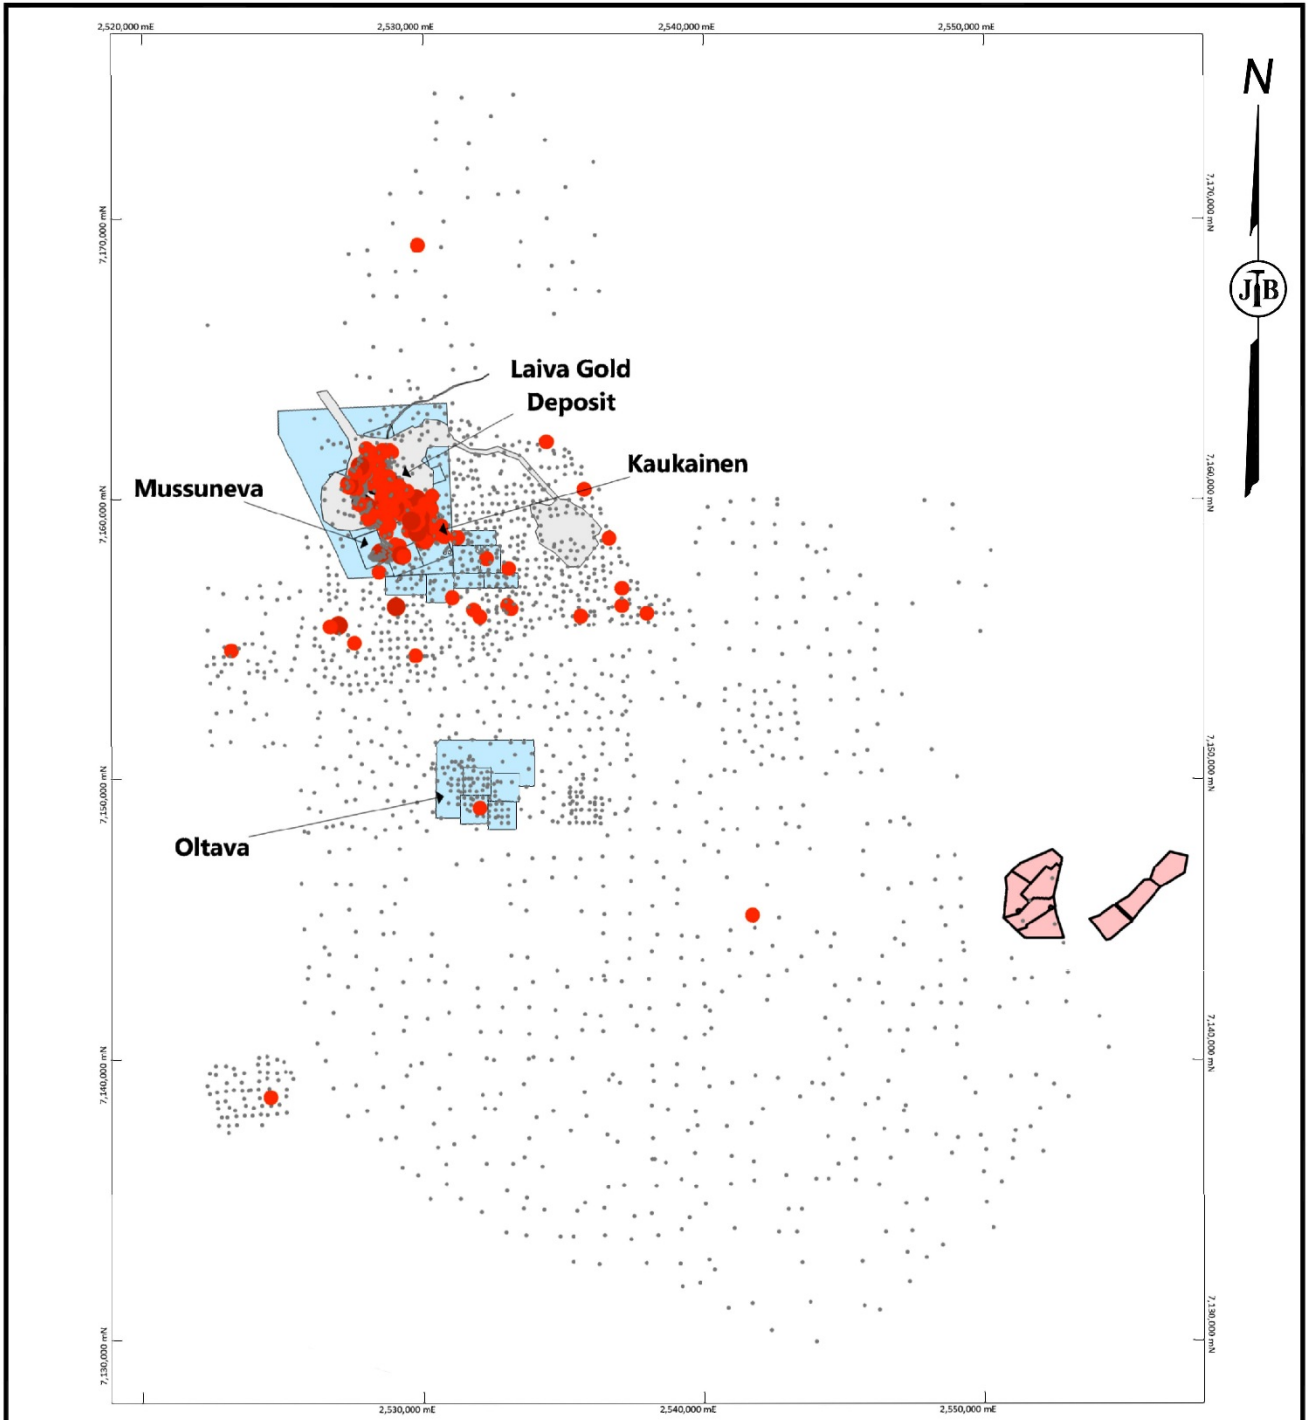 2,520,000 mE
2,530,000 mE
2,540,000 mE
2,550,000 mE
N
7,170,000 mN
7,170,000 mN
JTB
Laiva Gold
Deposit
Kaukainen
Mussuneva
7,160,000 mN
7,160,000 mN
7,150,000 mN
7,150,000 mN
Oltava
7,140,000 mN
7,140,000 mN
7,130,000 mN
7,130,000 mN
2,530,000 mE
2,540,000 mE
2,550,000 mE